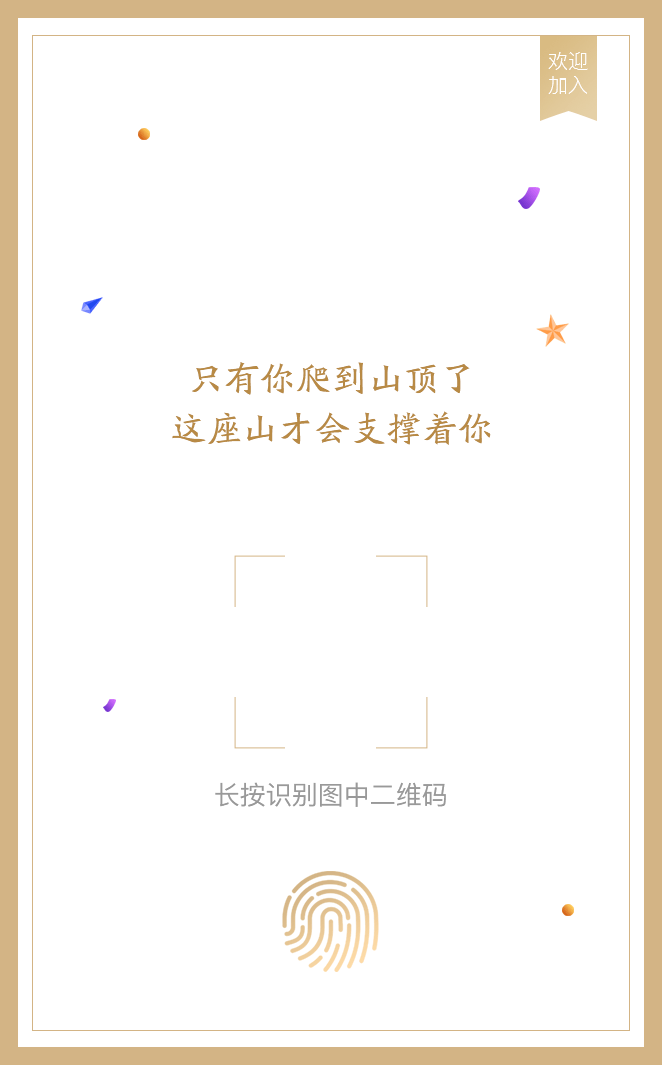 欢迎
加入
只有你爬到山顶了
这座山才会支撑着你
长按识别图中二维码